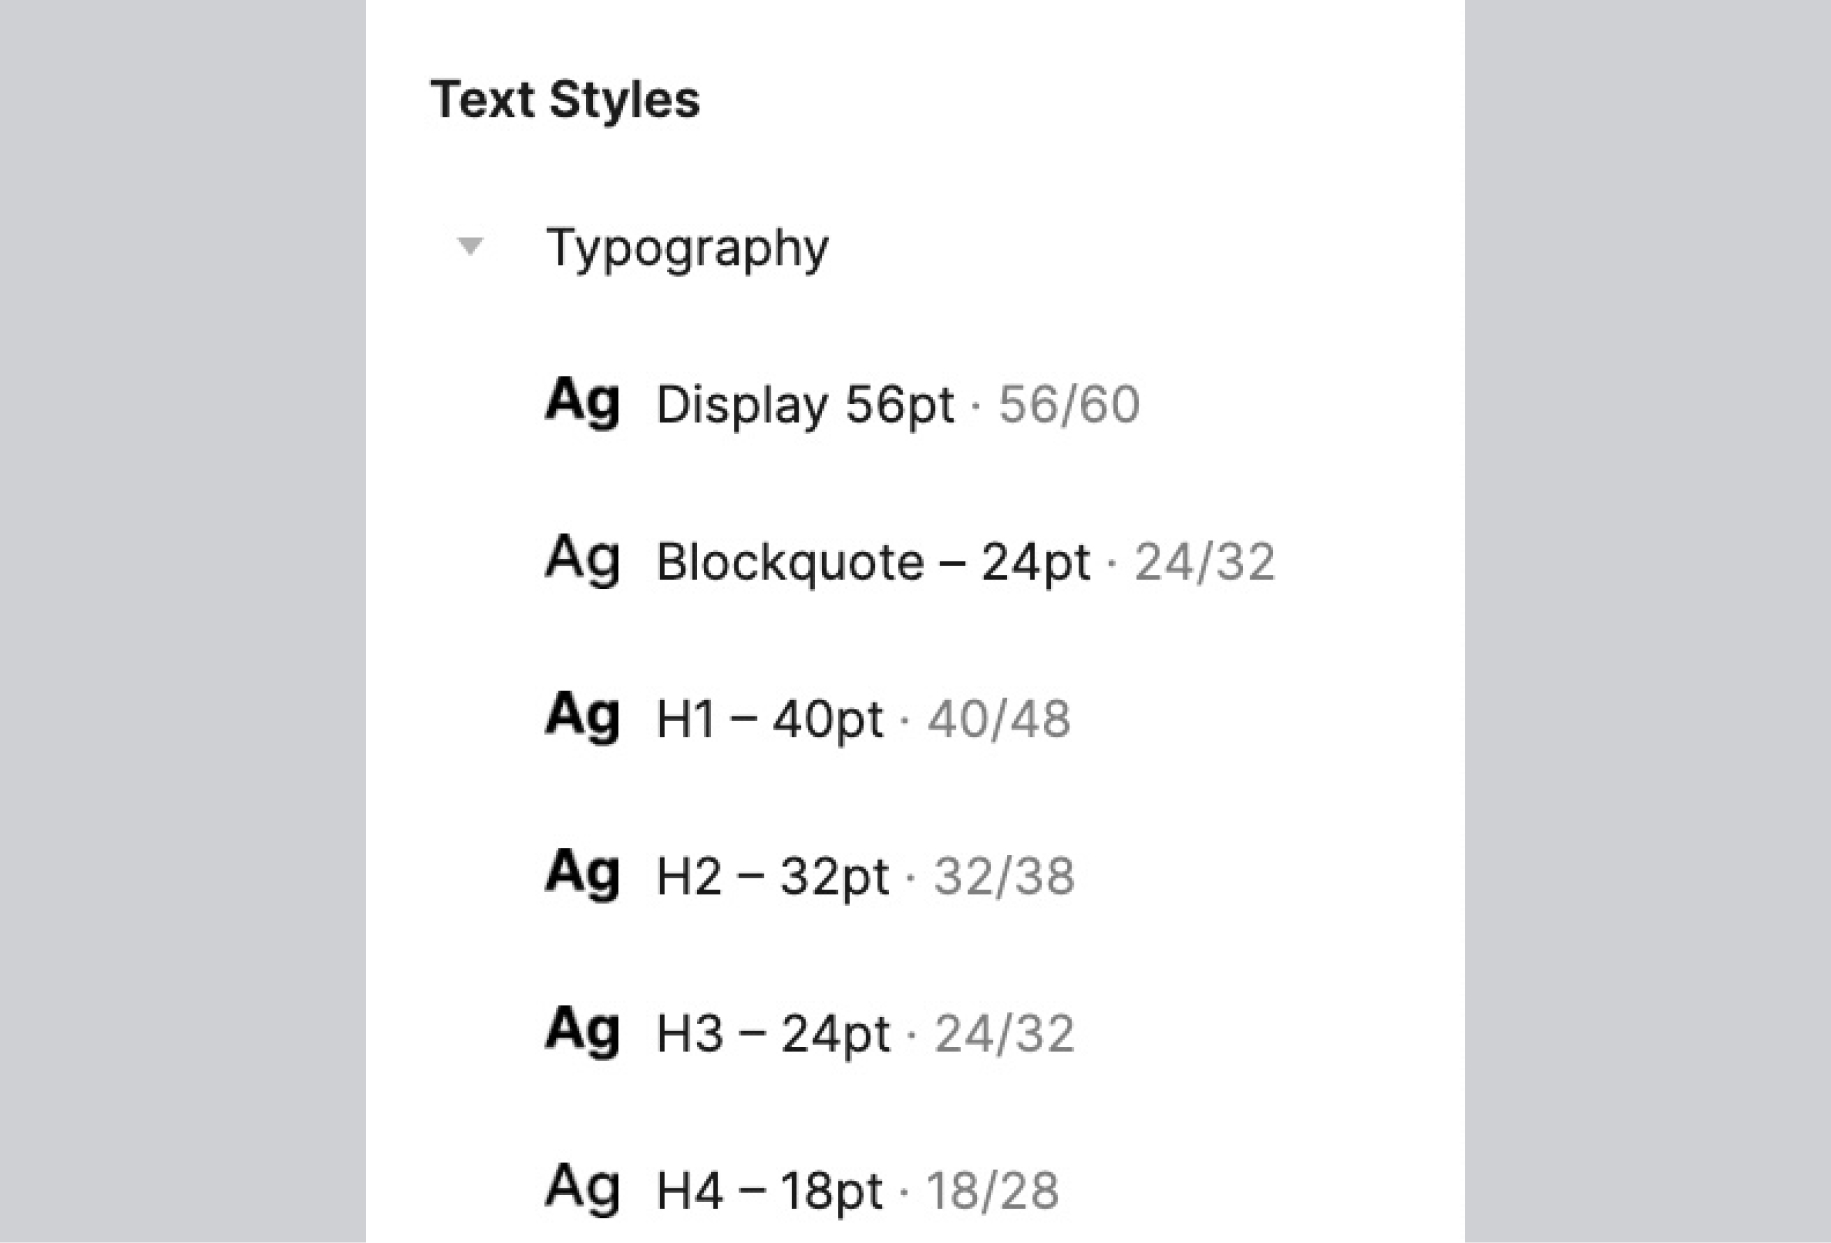 Text Styles
Typography
Ag Display 56pt · 56/60
Ag Blockquote – 24pt · 24/32
Ag H1 – 40pt · 40/48
Ag H2 – 32pt · 32/38
Ag H3 – 24pt · 24/32
Ag H4 – 18pt · 18/28